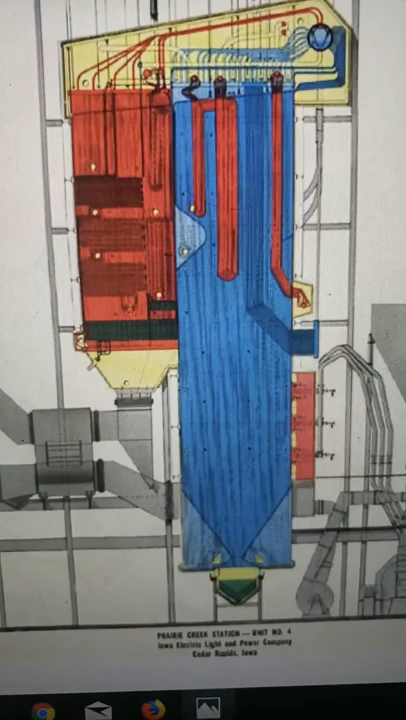 PRAIRIE CREEK STATION — UNIT NO. 4
Iowa Electric Light and Power Company
Cedar Rapids, Iowa